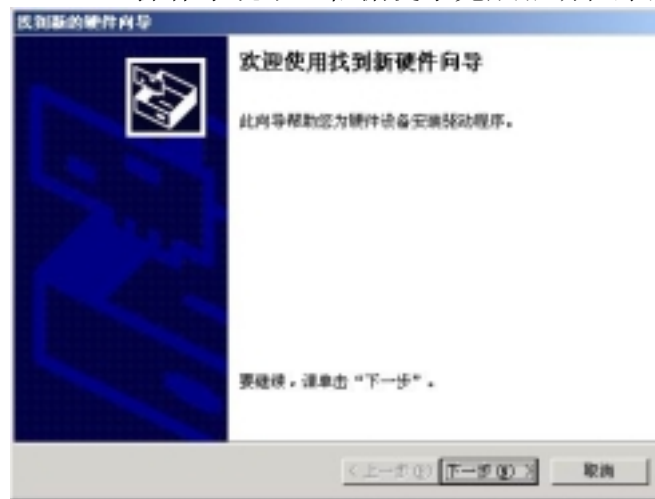 找到新的硬件向导
欢迎使用找到新硬件向导
此向导帮助您为硬件设备安装驱动程序。
要继续，请单击“下一步”。
<上一步(B) 下一步(N) > 取消